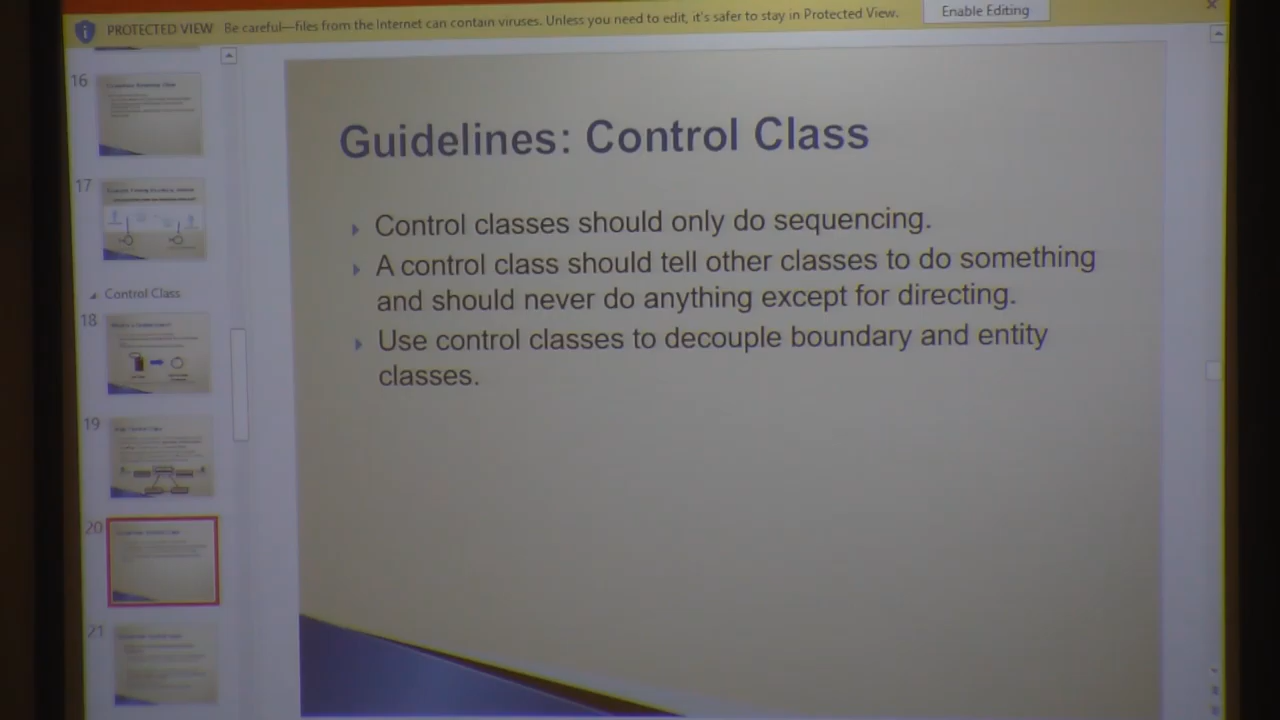 PROTECTED VIEW Be careful—files from the Internet can contain viruses. Unless you need to edit, it's safer to stay in Protected View. Enable Editing
16
17
Control Class
18
19
20
21
Guidelines: Control Class
Control classes should only do sequencing.
A control class should tell other classes to do something
and should never do anything except for directing.
Use control classes to decouple boundary and entity
classes.